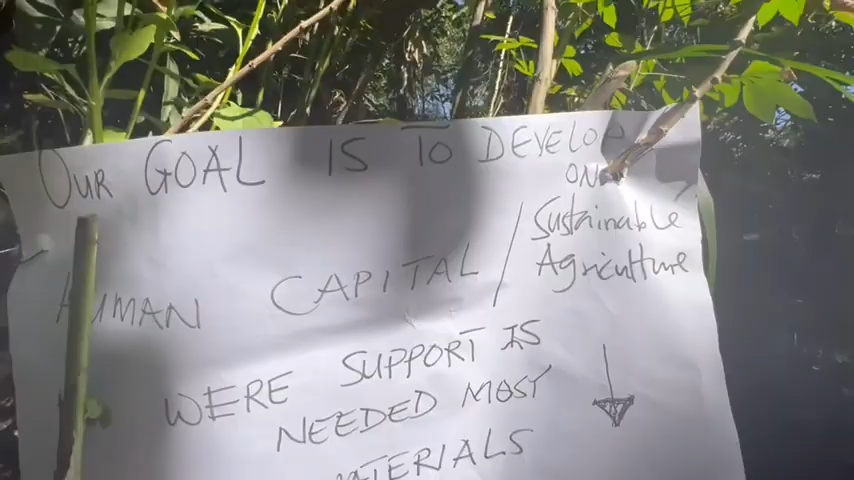 OUR GOAL IS TO DEVELOP
ON
HUMAN CAPITAL / Sustainable
Agriculture
WERE SUPPORT IS
NEEDED MOST
MATERIALS